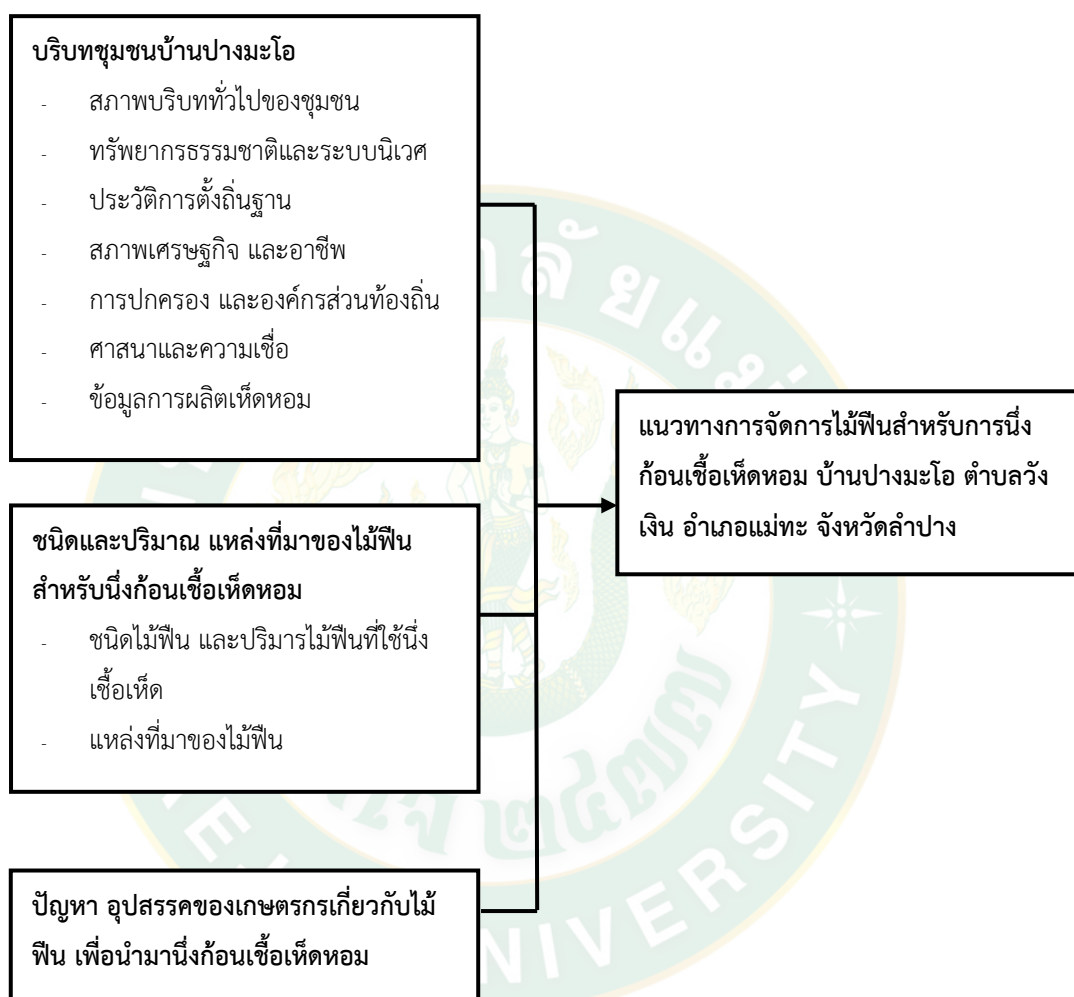 บริบทชุมชนบ้านปางมะโอ
- สภาพบริบททั่วไปของชุมชน
- ทรัพยากรธรรมชาติและระบบนิเวศ
- ประวัติการตั้งถิ่นฐาน
- สภาพเศรษฐกิจ และอาชีพ
- การปกครอง และองค์กรส่วนท้องถิ่น
- ศาสนาและความเชื่อ
- ข้อมูลการผลิตเห็ดหอม
ชนิดและปริมาณ แหล่งที่มาของไม้ฟืน
สำหรับนึ่งก้อนเชื้อเห็ดหอม
- ชนิดไม้ฟืน และปริมารไม้ฟืนที่ใช้นึ่ง
เชื้อเห็ด
- แหล่งที่มาของไม้ฟืน
ปัญหา อุปสรรคของเกษตรกรเกี่ยวกับไม้
ฟืน เพื่อนำมานึ่งก้อนเชื้อเห็ดหอม
แนวทางการจัดการไม้ฟืนสำหรับการนึ่ง
ก้อนเชื้อเห็ดหอม บ้านปางมะโอ ตำบลวัง
เงิน อำเภอแม่ทะ จังหวัดลำปาง
UNIVERSITY